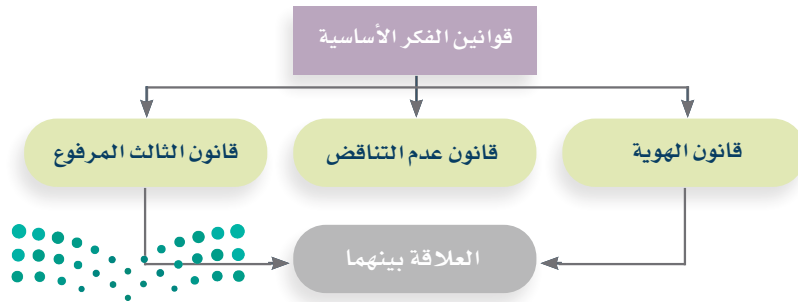 قوانين الفكر الأساسية
قانون الهوية
قانون عدم التناقض
قانون الثالث المرفوع
العلاقة بينهما